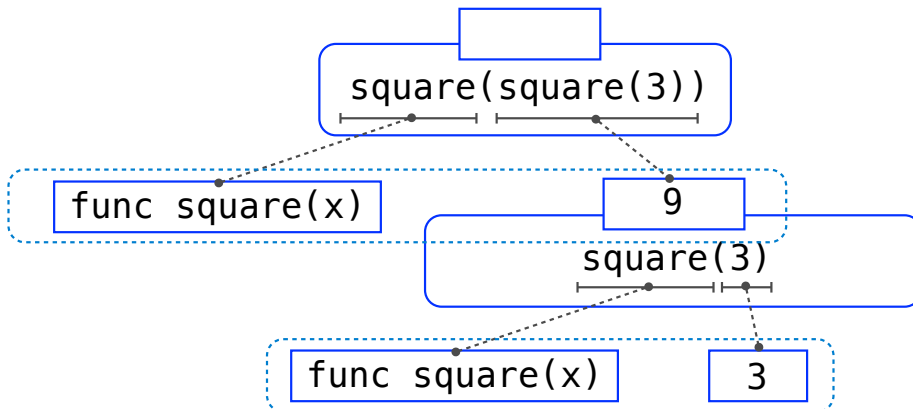 square(square(3))
func square(x)
9
square(3)
func square(x)
3